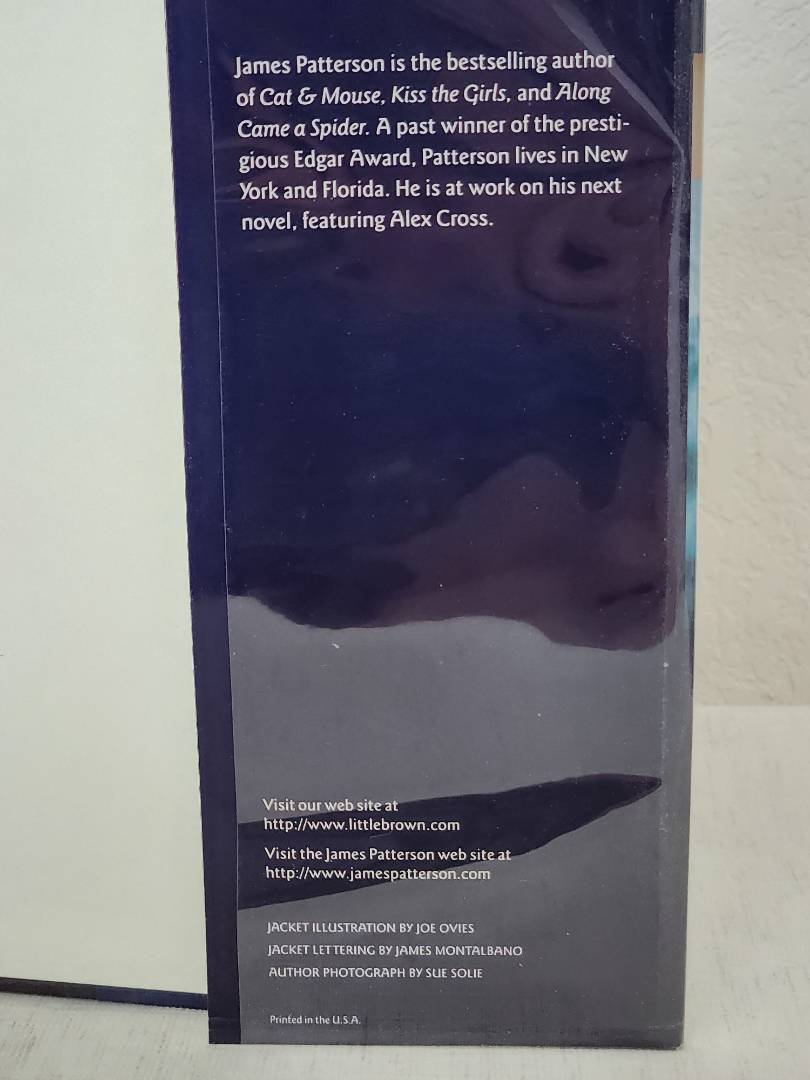 James Patterson is the bestselling author
of Cat & Mouse, Kiss the Girls, and Along
Came a Spider. A past winner of the presti-
gious Edgar Award, Patterson lives in New
York and Florida. He is at work on his next
novel, featuring Alex Cross.
Visit our web site at
http://www.littlebrown.com
Visit the James Patterson web site at
http://www.jamespatterson.com
JACKET ILLUSTRATION BY JOE OVIES
JACKET LETTERING BY JAMES MONTALBANO
AUTHOR PHOTOGRAPH BY SUE SOLIE
Printed in the U.S.A.